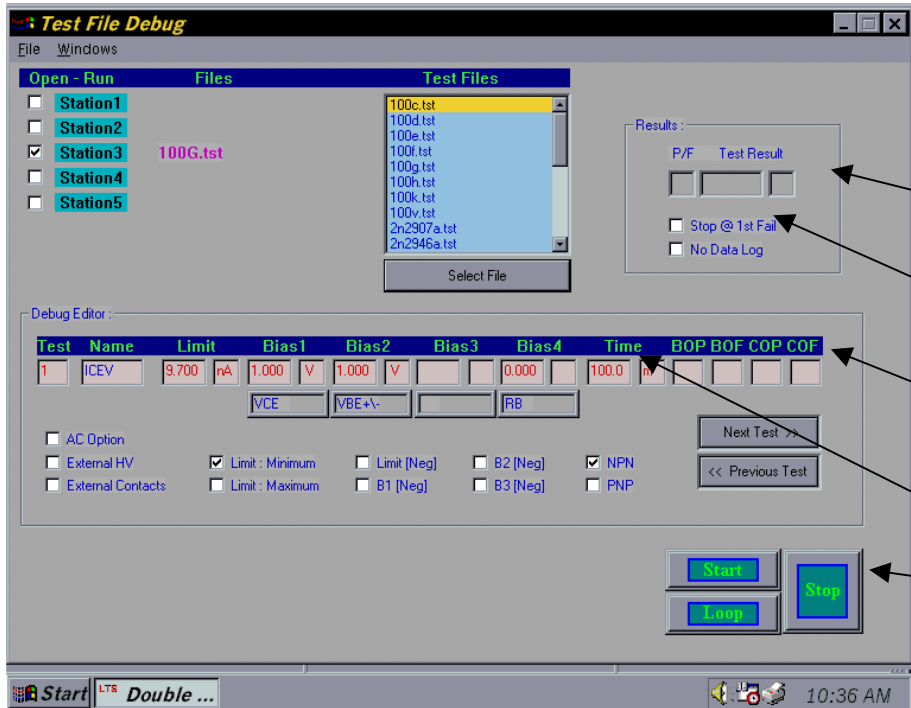 Test File Debug
File Windows
Open - Run Files Test Files
Station1
Station2
Station3 100G.tst
Station4
Station5
100c.tst
100d.tst
100e.tst
100f.tst
100g.tst
100h.tst
100k.tst
100v.tst
2n2907a.tst
2n2946a.tst
Select File
Results :
P/F Test Result
Stop @ 1st Fail
No Data Log
Debug Editor :
Test Name Limit Bias1 Bias2 Bias3 Bias4 Time BOP BOF COP COF
1 ICEV 9.700 nA 1.000 V 1.000 V 0.000 100.0 m
VCE VBE+\- RB
Next Test >>
<< Previous Test
AC Option
External HV Limit : Minimum Limit [Neg] B2 [Neg] NPN
External Contacts Limit : Maximum B1 [Neg] B3 [Neg] PNP
Start
Loop
Stop
Start LTS Double ... 10:36 AM